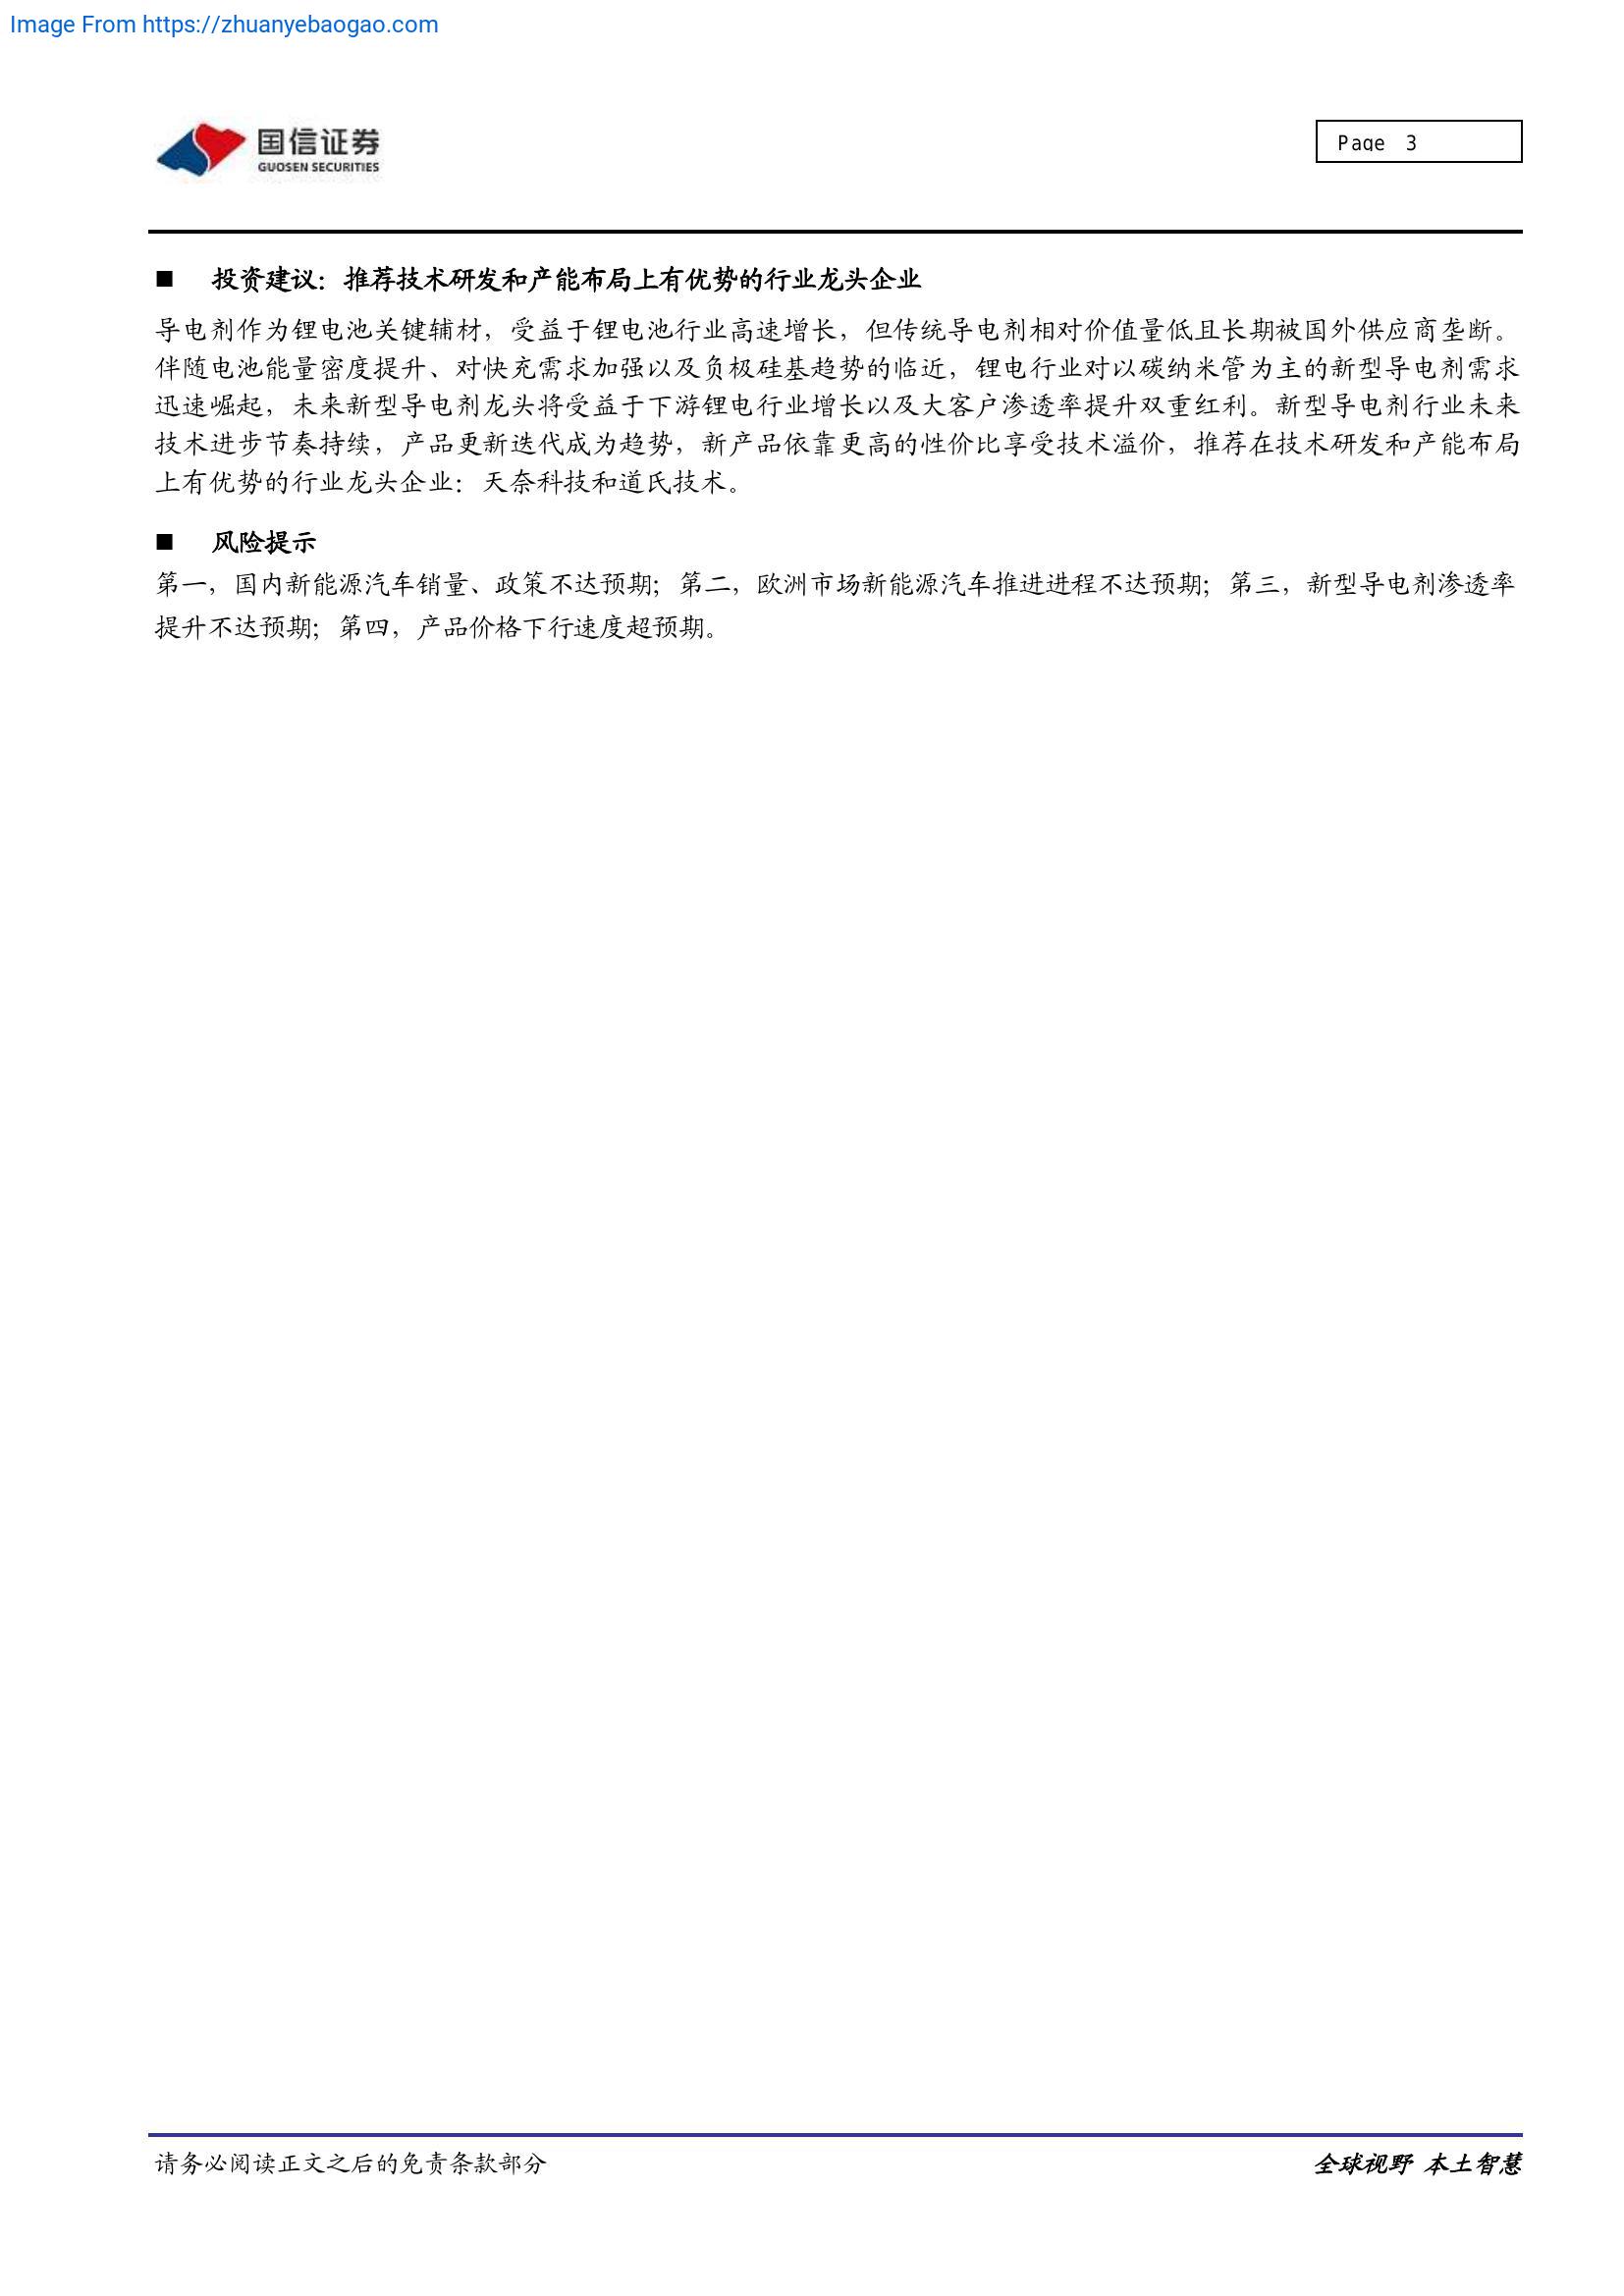 Image From https://zhuanyebaogao.com
国信证券
GUOSEN SECURITIES
Page 3
■ 投资建议：推荐技术研发和产能布局上有优势的行业龙头企业
导电剂作为锂电池关键辅材，受益于锂电池行业高速增长，但传统导电剂相对价值量低且长期被国外供应商垄断。
伴随电池能量密度提升、对快充需求加强以及负极硅基趋势的临近，锂电行业对以碳纳米管为主的新型导电剂需求
迅速崛起，未来新型导电剂龙头将受益于下游锂电行业增长以及大客户渗透率提升双重红利。新型导电剂行业未来
技术进步节奏持续，产品更新迭代成为趋势，新产品依靠更高的性价比享受技术溢价，推荐在技术研发和产能布局
上有优势的行业龙头企业：天奈科技和道氏技术。
■ 风险提示
第一，国内新能源汽车销量、政策不达预期；第二，欧洲市场新能源汽车推进进程不达预期；第三，新型导电剂渗透率
提升不达预期；第四，产品价格下行速度超预期。
请务必阅读正文之后的免责条款部分
全球视野 本土智慧